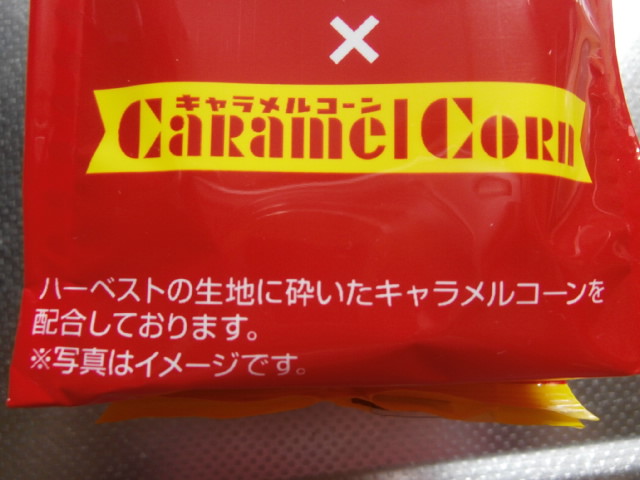 ×
キャラメルコーン
Caramel Corn
ハーベストの生地に砕いたキャラメルコーンを
配合しております。
※写真はイメージです。